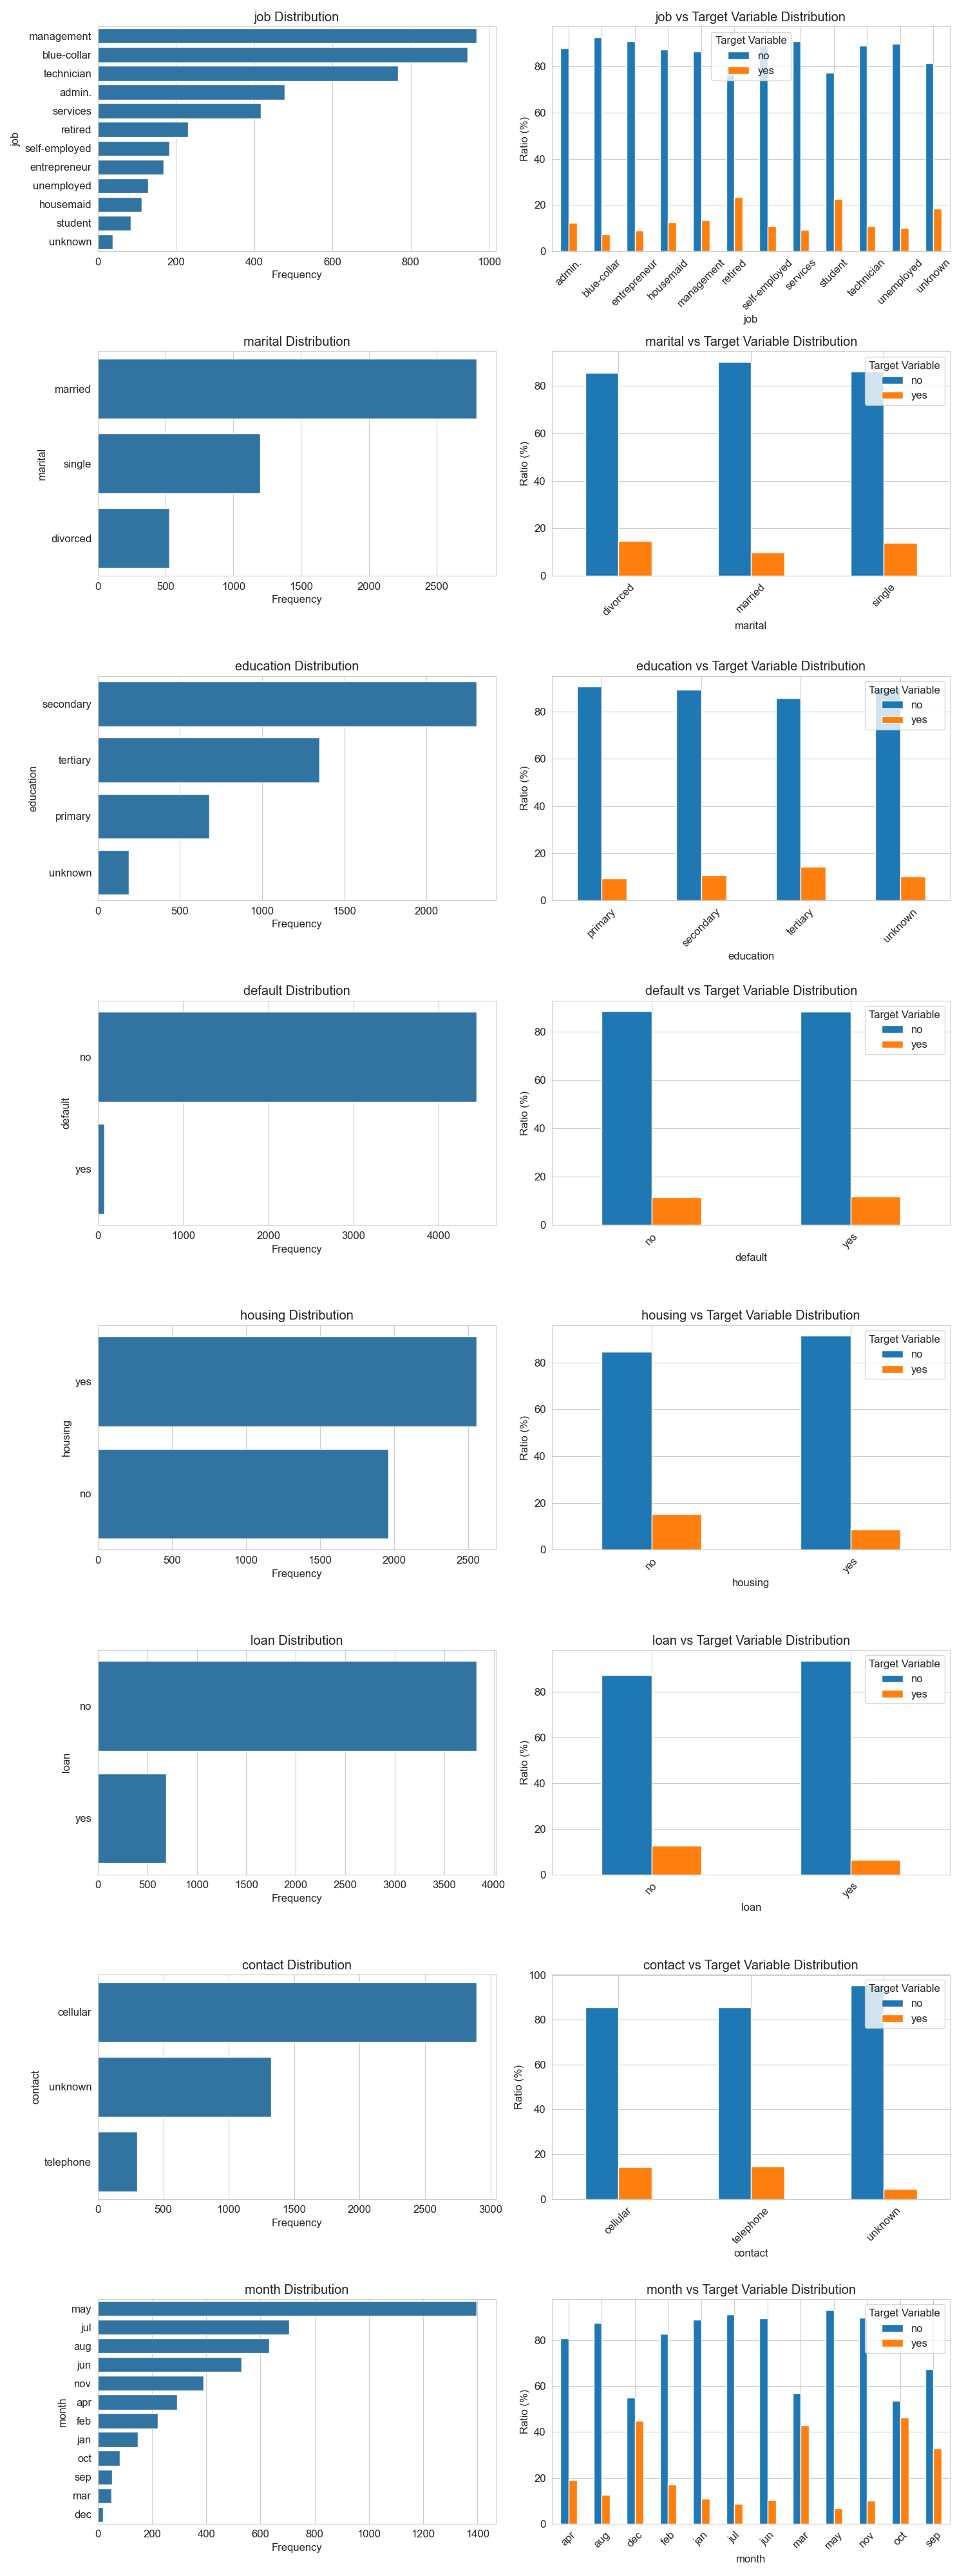 job Distribution
job
management
blue-collar
technician
admin.
services
retired
self-employed
entrepreneur
unemployed
housemaid
student
unknown
0 200 400 600 800 1000
Frequency
job vs Target Variable Distribution
Target Variable
no
yes
Ratio (%)
80
60
40
20
0
admin. blue-collar entrepreneur housemaid management retired self-employed services student technician unemployed unknown
job
marital Distribution
marital
married
single
divorced
0 500 1000 1500 2000 2500
Frequency
marital vs Target Variable Distribution
Target Variable
no
yes
Ratio (%)
80
60
40
20
0
divorced married single
marital
education Distribution
education
secondary
tertiary
primary
unknown
0 500 1000 1500 2000
Frequency
education vs Target Variable Distribution
Target Variable
no
yes
Ratio (%)
80
60
40
20
0
primary secondary tertiary unknown
education
default Distribution
default
no
yes
0 1000 2000 3000 4000
Frequency
default vs Target Variable Distribution
Target Variable
no
yes
Ratio (%)
80
60
40
20
0
no yes
default
housing Distribution
housing
yes
no
0 500 1000 1500 2000 2500
Frequency
housing vs Target Variable Distribution
Target Variable
no
yes
Ratio (%)
80
60
40
20
0
no yes
housing
loan Distribution
loan
no
yes
0 500 1000 1500 2000 2500 3000 3500 4000
Frequency
loan vs Target Variable Distribution
Target Variable
no
yes
Ratio (%)
80
60
40
20
0
no yes
loan
contact Distribution
contact
cellular
unknown
telephone
0 500 1000 1500 2000 2500 3000
Frequency
contact vs Target Variable Distribution
Target Variable
no
yes
Ratio (%)
100
80
60
40
20
0
cellular telephone unknown
contact
month Distribution
month
may
jul
aug
jun
nov
apr
feb
jan
oct
sep
mar
dec
0 200 400 600 800 1000 1200 1400
Frequency
month vs Target Variable Distribution
Target Variable
no
yes
Ratio (%)
80
60
40
20
0
apr aug dec feb jan jul jun mar may nov oct sep
month